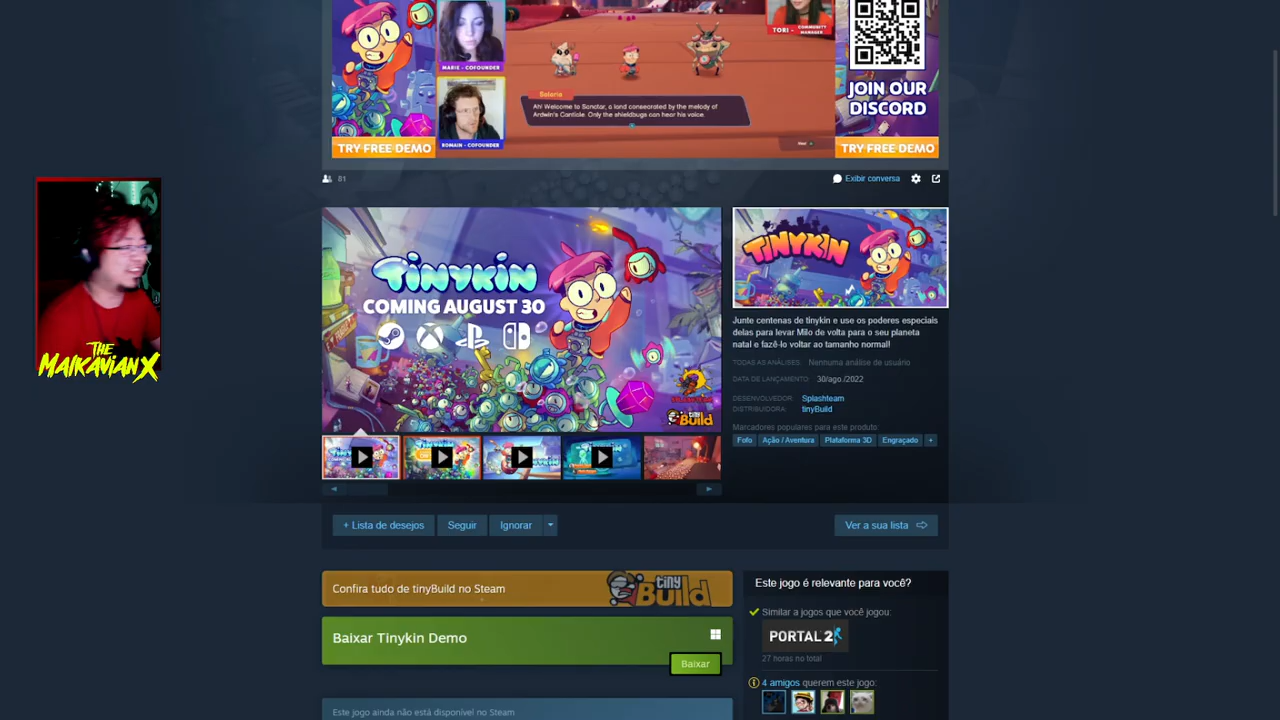 TORI - COMMUNITY
MANAGER
MARIE - COFOUNDER
Salaria
Ah! Welcome to Sanctar, a land consecrated by the melody of
Ardwin's Canticle. Only the shieldbugs can hear his voice.
ROMAIN - COFOUNDER
TRY FREE DEMO
JOIN OUR
DISCORD
TRY FREE DEMO
81
Exibir conversa
TINYKIN
COMING AUGUST 30
tiny
Build
TINYKIN
Junte centenas de tinykin e use os poderes especiais
delas para levar Milo de volta para o seu planeta
natal e fazê-lo voltar ao tamanho normal!
TODAS AS ANÁLISES: Nenhuma análise de usuário
DATA DE LANÇAMENTO: 30/ago./2022
DESENVOLVEDOR: Splashteam
DISTRIBUIDORA: tinyBuild
Marcadores populares para este produto:
Fofo Ação / Aventura Plataforma 3D Engraçado +
THE
MALKAVIANX
+ Lista de desejos Seguir Ignorar Ver a sua lista
Confira tudo de tinyBuild no Steam
tiny
Build
Baixar Tinykin Demo
Baixar
Este jogo ainda não está disponível no Steam
Este jogo é relevante para você?
Similar a jogos que você jogou:
PORTAL 2
27 horas no total
4 amigos querem este jogo: